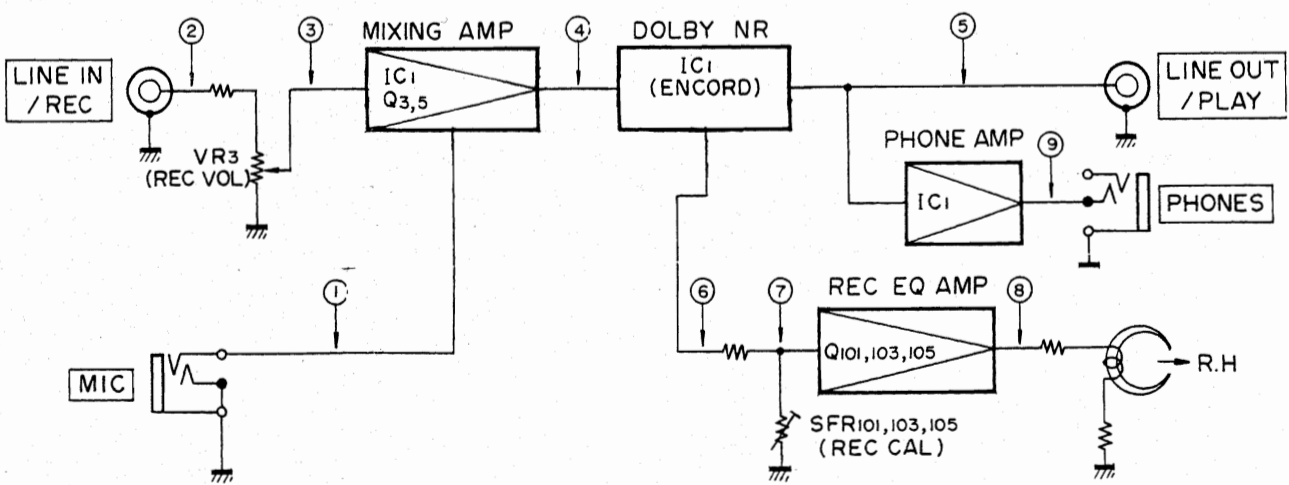 ②
③
MIXING AMP
④
DOLBY NR
⑤
LINE IN
/REC
IC1
Q3,5
IC1
(ENCORD)
LINE OUT
/PLAY
VR3
(REC VOL)
PHONE AMP
⑨
IC1
PHONES
①
⑥
⑦
REC EQ AMP
⑧
MIC
Q101,103,105
R.H
SFR101,103,105
(REC CAL)